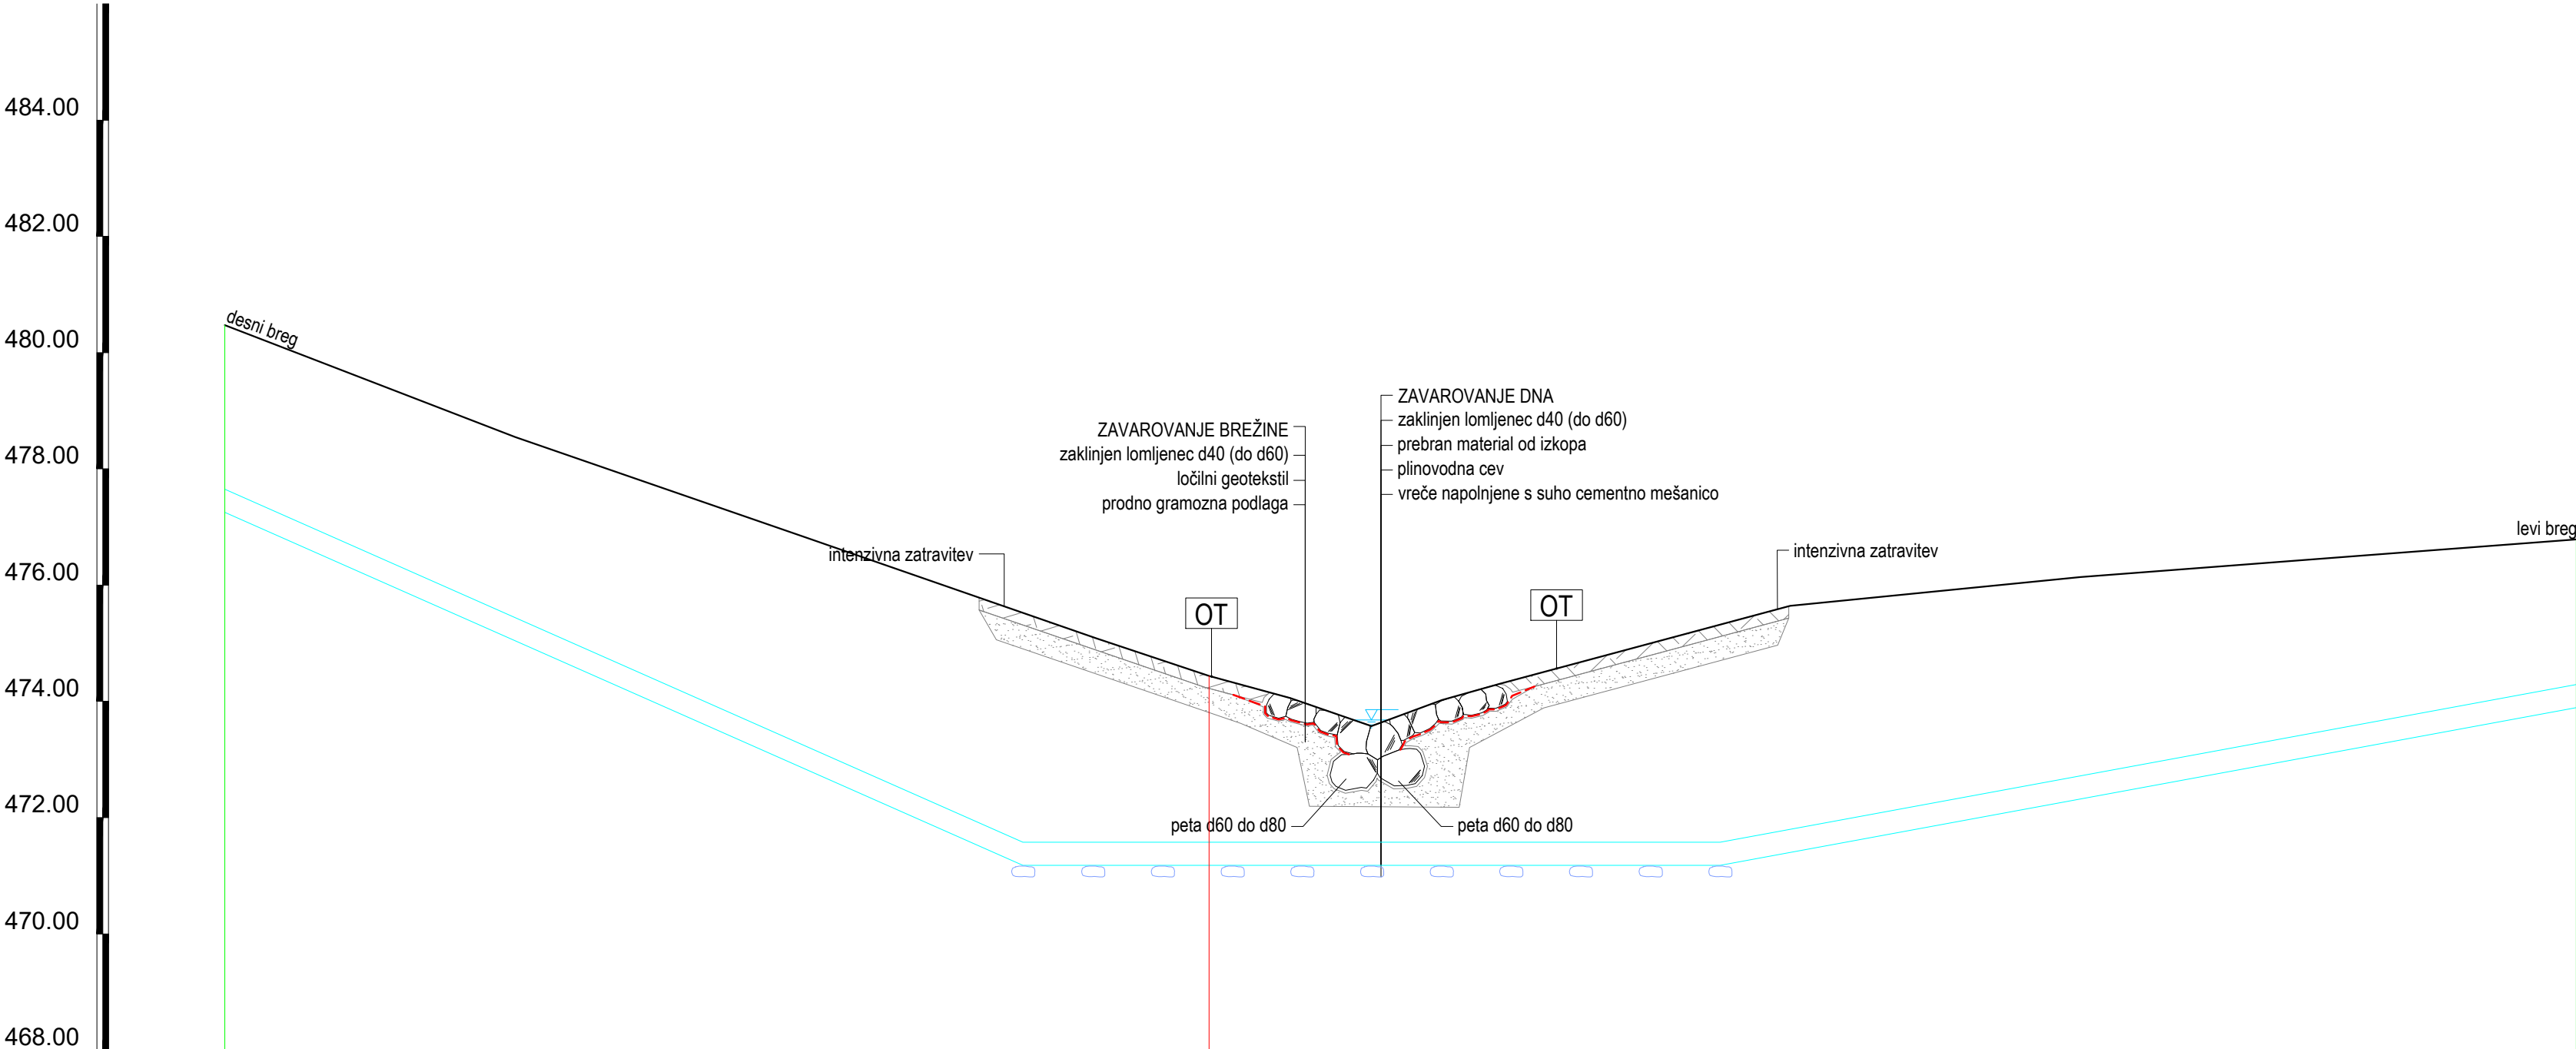 484.00
482.00
480.00
478.00
476.00
474.00
472.00
470.00
468.00
desni breg
ZAVAROVANJE BREŽINE
zaklinjen lomljenec d40 (do d60)
ločilni geotekstil
prodno gramozna podlaga
ZAVAROVANJE DNA
zaklinjen lomljenec d40 (do d60)
prebran material od izkopa
plinovodna cev
vreče napolnjene s suho cementno mešanico
levi breg
intenzivna zatravitev
intenzivna zatravitev
OT
OT
peta d60 do d80
peta d60 do d80